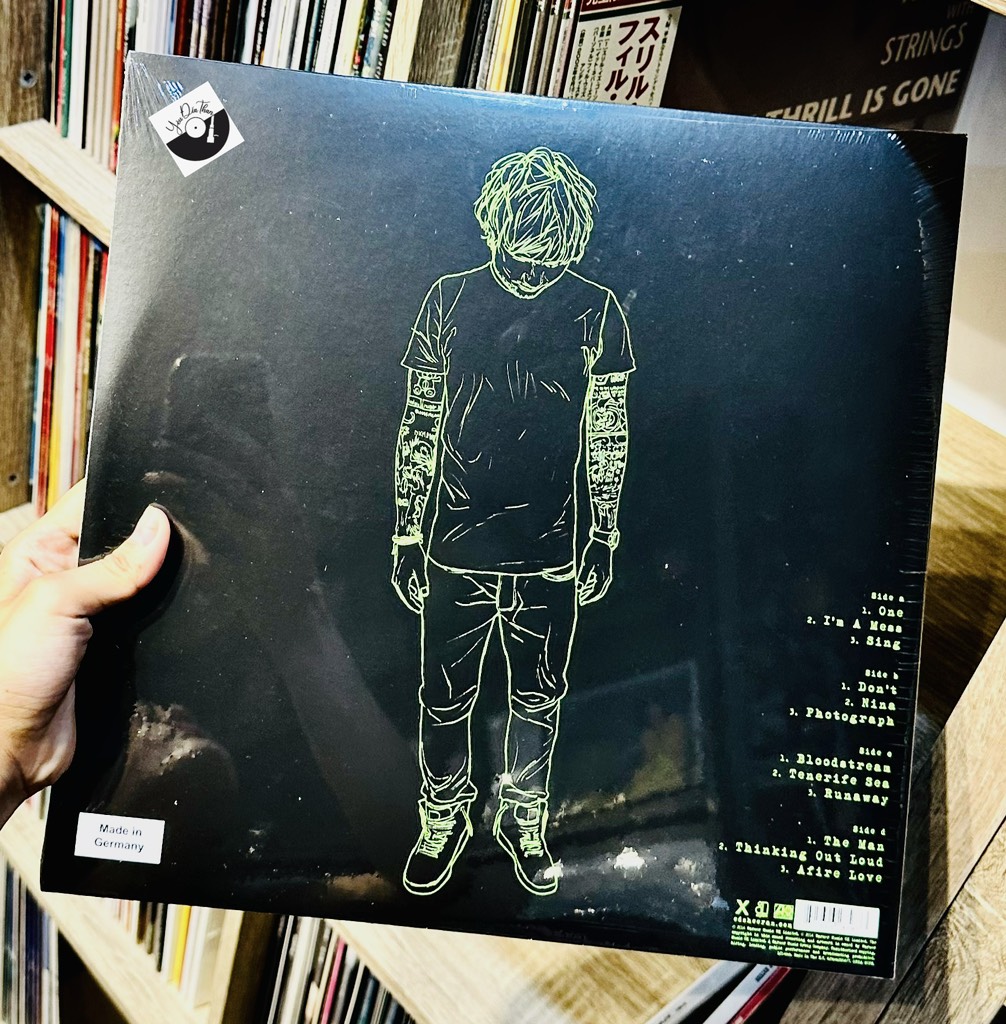 スリル・
フィル・
STRINGS
THRILL IS GONE
Side a
1. One
2. I'm A Mess
3. Sing
Side b
1. Don't
2. Nina
3. Photograph
Side c
1. Bloodstream
2. Tenerife Sea
3. Runaway
Side d
1. The Man
2. Thinking Out Loud
3. Afire Love
Made in
Germany
edsheeran.com